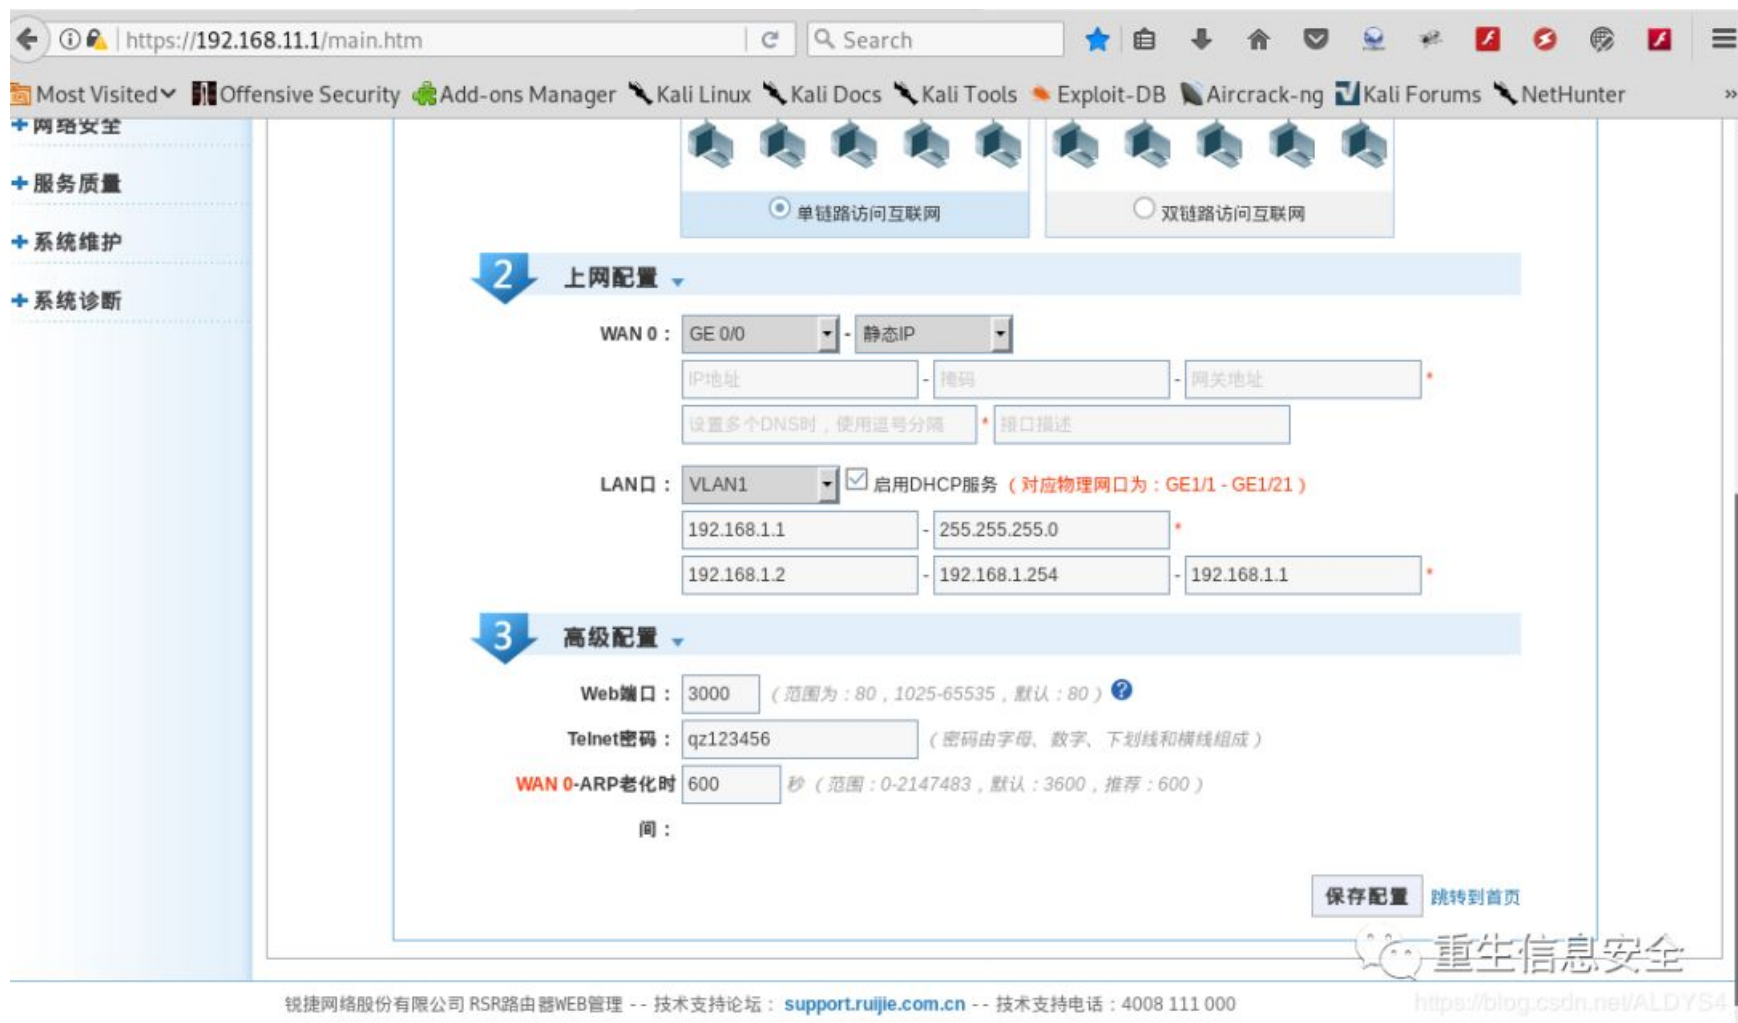 https://192.168.11.1/main.htm Search
Most Visited Offensive Security Add-ons Manager Kali Linux Kali Docs Kali Tools Exploit-DB Aircrack-ng Kali Forums NetHunter »
+网络安全
+服务质量
+系统维护
+系统诊断
单链路访问互联网 双链路访问互联网
2 上网配置
WAN 0： GE 0/0 - 静态IP
IP地址 - 掩码 - 网关地址 *
设置多个DNS时，使用逗号分隔 * 接口描述
LAN口： VLAN1 启用DHCP服务（对应物理网口为：GE1/1 - GE1/21）
192.168.1.1 - 255.255.255.0 *
192.168.1.2 - 192.168.1.254 - 192.168.1.1 *
3 高级配置
Web端口： 3000 （范围为：80，1025-65535，默认：80）
Telnet密码： qz123456 （密码由字母、数字、下划线和横线组成）
WAN 0-ARP老化时 600 秒（范围：0-2147483，默认：3600，推荐：600）
间：
保存配置 跳转到首页
重生信息安全
锐捷网络股份有限公司 RSR路由器WEB管理 -- 技术支持论坛： support.ruijie.com.cn -- 技术支持电话：4008 111 000
https://blog.csdn.net/ALDYS4